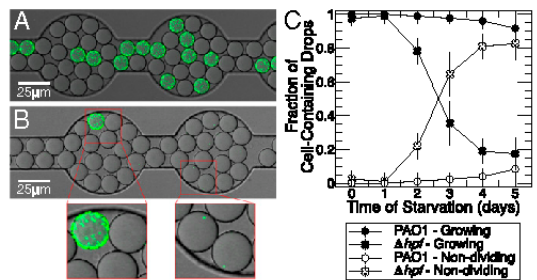 A
25μm
B
25μm
C
Fraction of
Cell-Containing Drops
1
0.8
0.6
0.4
0.2
0
0 1 2 3 4 5
Time of Starvation (days)
PAO1 - Growing
Δhpf - Growing
PAO1 - Non-dividing
Δhpf - Non-dividing